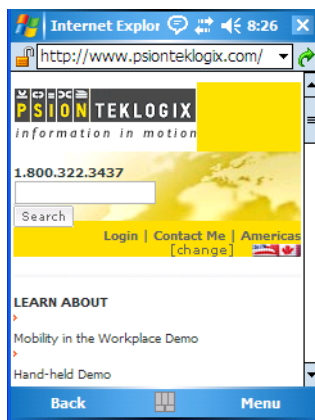 Internet Explor 8:26
http://www.psionteklogix.com/
PSION TEKLOGIX
information in motion
1.800.322.3437
Search
Login | Contact Me | Americas
[change]
LEARN ABOUT
Mobility in the Workplace Demo
Hand-held Demo
Back Menu